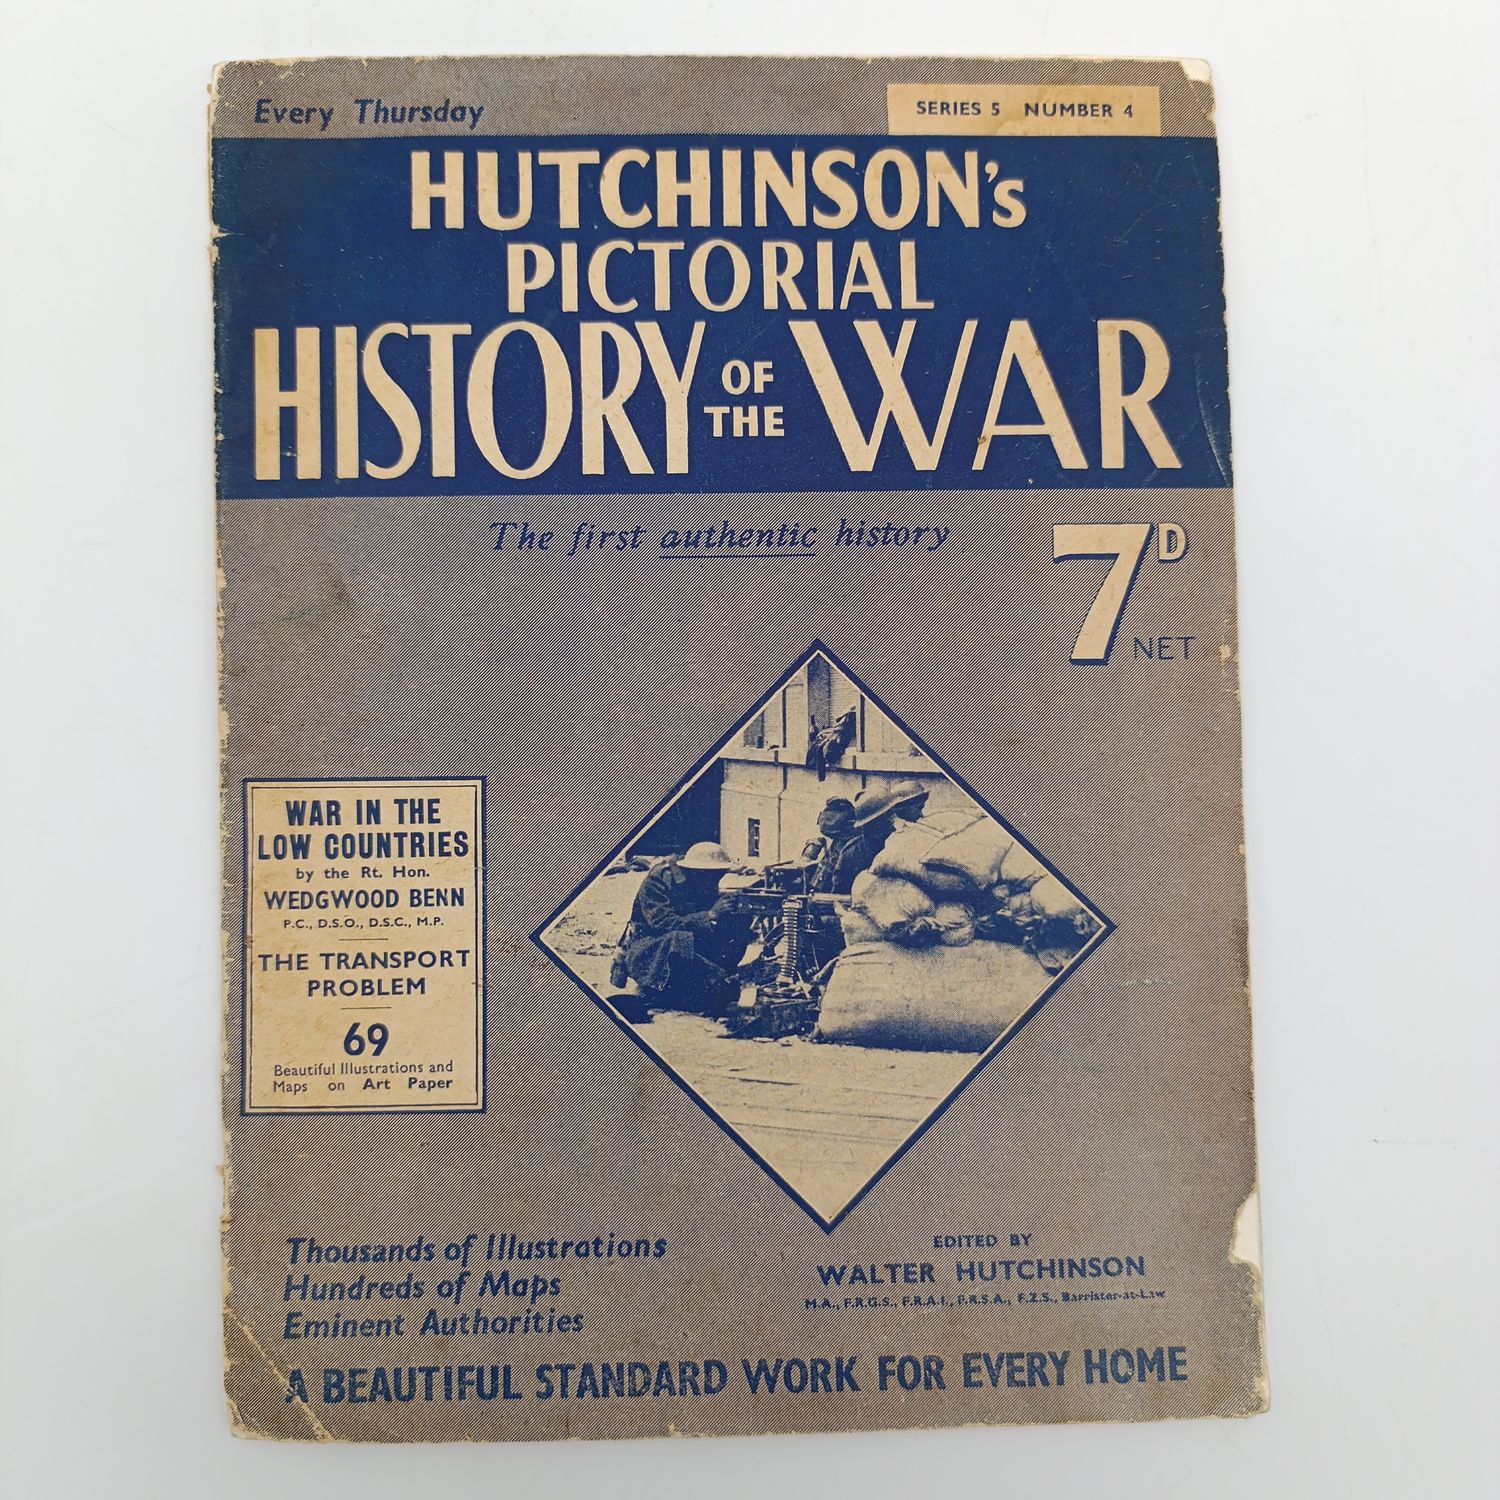 Every Thursday
SERIES 5 NUMBER 4
HUTCHINSON's
PICTORIAL
HISTORY OF THE WAR
The first authentic history
7D
NET
WAR IN THE
LOW COUNTRIES
by the Rt. Hon.
WEDGWOOD BENN
P.C., D.S.O., D.S.C., M.P.
THE TRANSPORT
PROBLEM
69
Beautiful Illustrations and
Maps on Art Paper
Thousands of Illustrations
Hundreds of Maps
Eminent Authorities
EDITED BY
WALTER HUTCHINSON
M.A., F.R.G.S., F.R.A.I., F.R.S.A., F.Z.S., Barrister-at-Law
A BEAUTIFUL STANDARD WORK FOR EVERY HOME